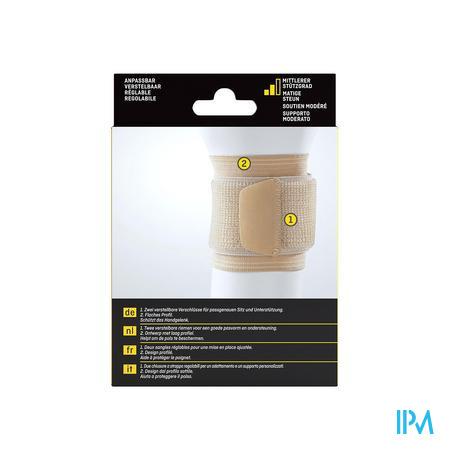 ANPASSBAR
VERSTELBAAR
RÉGLABLE
REGOLABILE
MITTLERER
STÜTZGRAD
MATIGE
STEUN
SOUTIEN MODÉRÉ
SUPPORTO
MODERATO
2
1
de
1. Zwei verstellbare Verschlüsse für passgenauen Sitz und Unterstützung.
2. Flaches Profil.
Schützt das Handgelenk.
nl
1. Twee verstelbare riemen voor een goede pasvorm en ondersteuning.
2. Ontwerp met laag profiel.
Helpt om de pols te beschermen.
fr
1. Deux sangles réglables pour une mise en place ajustée.
2. Design profilé.
Aide à protéger le poignet.
it
1. Due chiusure a strappo regolabili per un adattamento e un supporto personalizzati.
2. Design dal profilo sottile.
Aiuta a proteggere il polso.
IPM